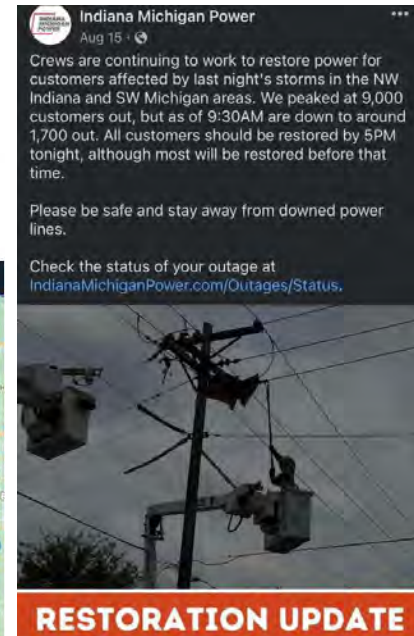 INDIANA
MICHIGAN
POWER
Indiana Michigan Power
Aug 15 ·
Crews are continuing to work to restore power for
customers affected by last night's storms in the NW
Indiana and SW Michigan areas. We peaked at 9,000
customers out, but as of 9:30AM are down to around
1,700 out. All customers should be restored by 5PM
tonight, although most will be restored before that
time.
Please be safe and stay away from downed power
lines.
Check the status of your outage at
IndianaMichiganPower.com/Outages/Status.
RESTORATION UPDATE